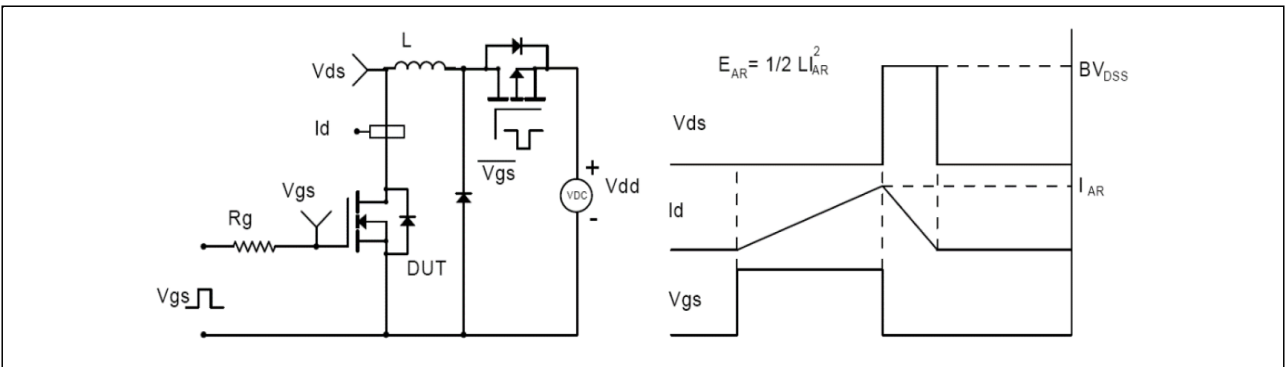 L
Vds
Id
Vgs
Rg
DUT
Vgs
Vgs
VDC
+
-
Vdd
E_AR = 1/2 LI_AR^2
BV_DSS
Vds
I_AR
Id
Vgs